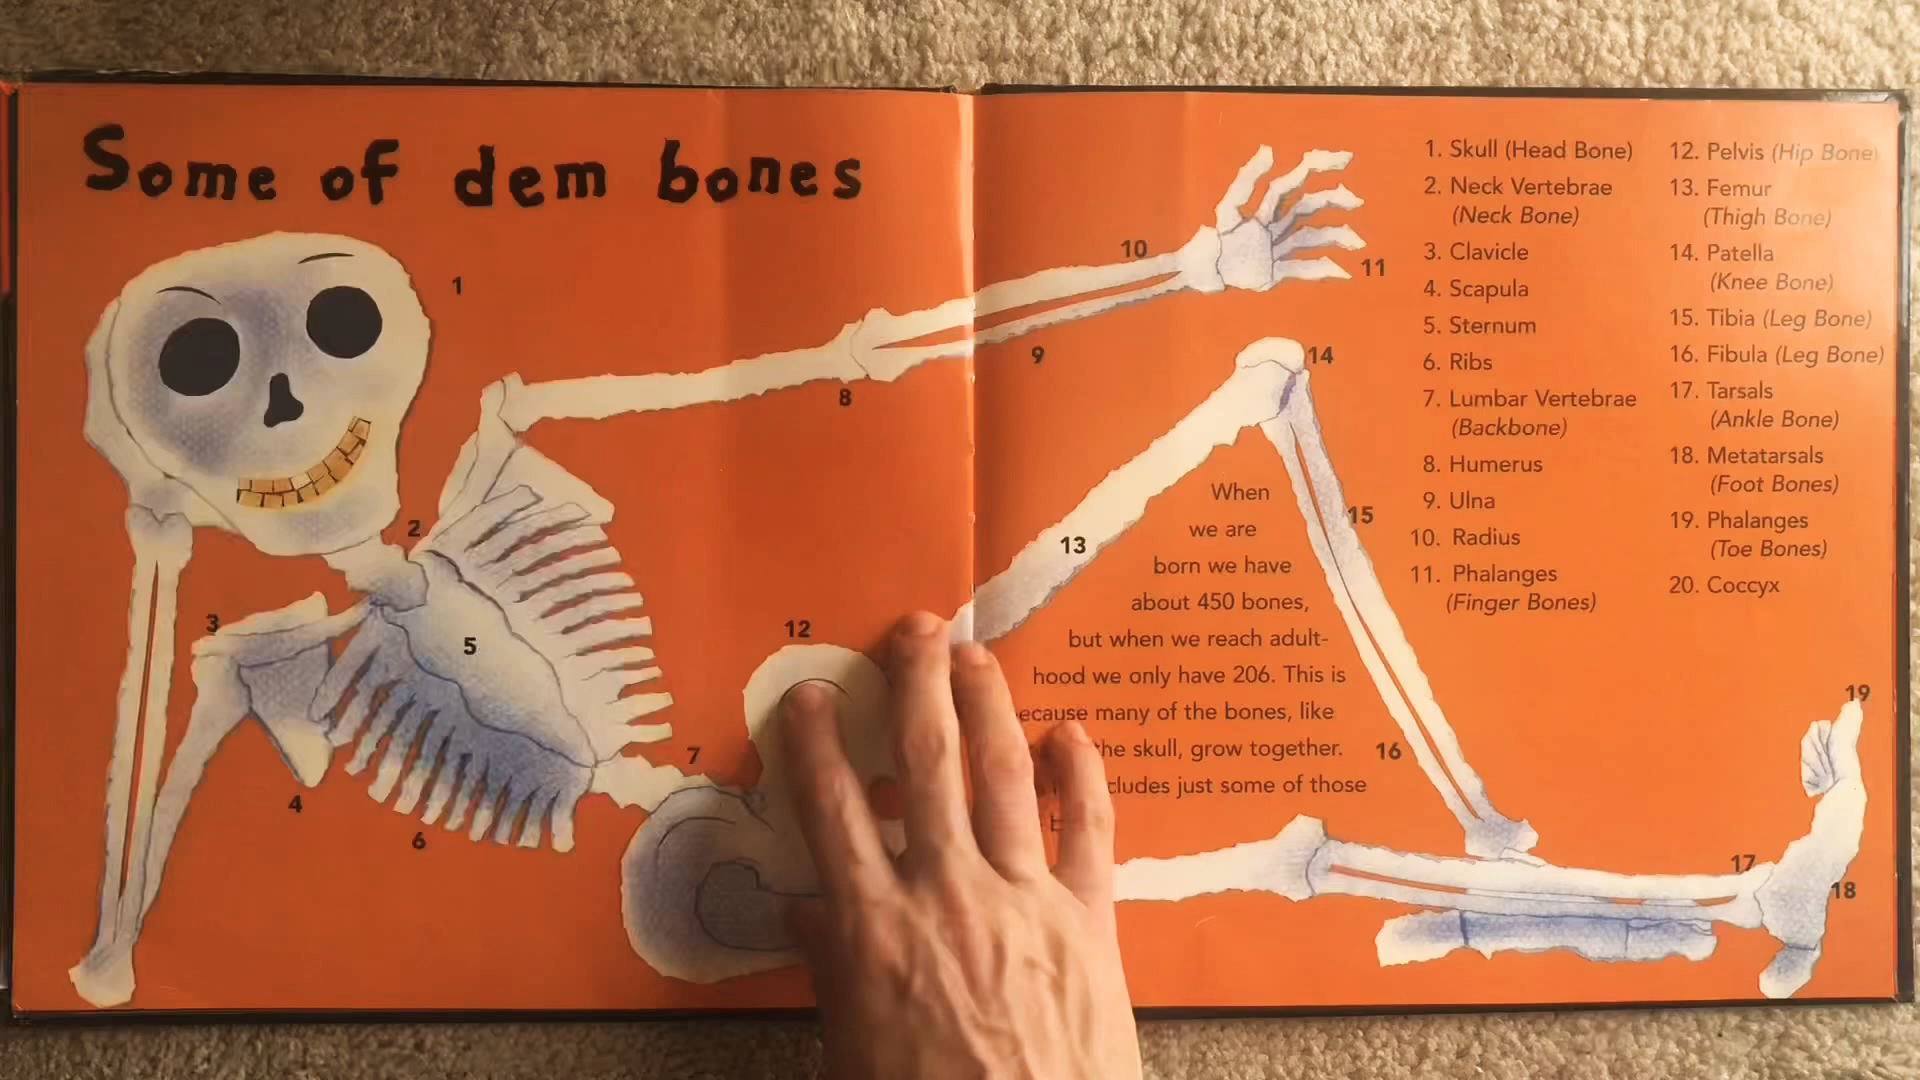 Some of dem bones
1
2
3
4
5
6
7
8
9
10
11
12
13
14
15
16
17
18
19
When
we are
born we have
about 450 bones,
but when we reach adult-
hood we only have 206. This is
many of the bones, like
the skull, grow together.
just some of those
1. Skull (Head Bone)
2. Neck Vertebrae
(Neck Bone)
3. Clavicle
4. Scapula
5. Sternum
6. Ribs
7. Lumbar Vertebrae
(Backbone)
8. Humerus
9. Ulna
10. Radius
11. Phalanges
(Finger Bones)
12. Pelvis (Hip Bone)
13. Femur
(Thigh Bone)
14. Patella
(Knee Bone)
15. Tibia (Leg Bone)
16. Fibula (Leg Bone)
17. Tarsals
(Ankle Bone)
18. Metatarsals
(Foot Bones)
19. Phalanges
(Toe Bones)
20. Coccyx